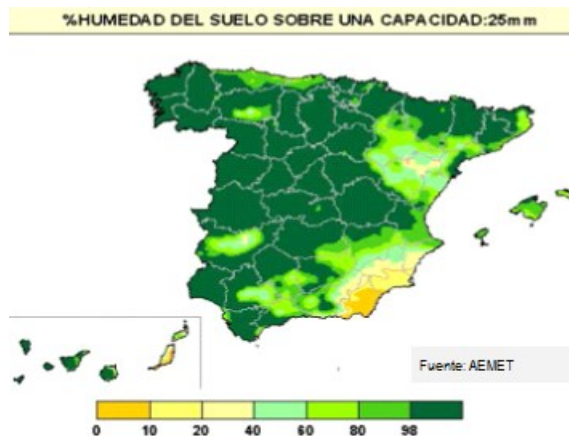 %HUMEDAD DEL SUELO SOBRE UNA CAPACIDAD:25mm
Fuente: AEMET
0 10 20 40 60 80 98